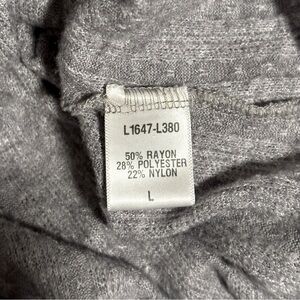 L1647-L380
50% RAYON
28% POLYESTER
22% NYLON
L